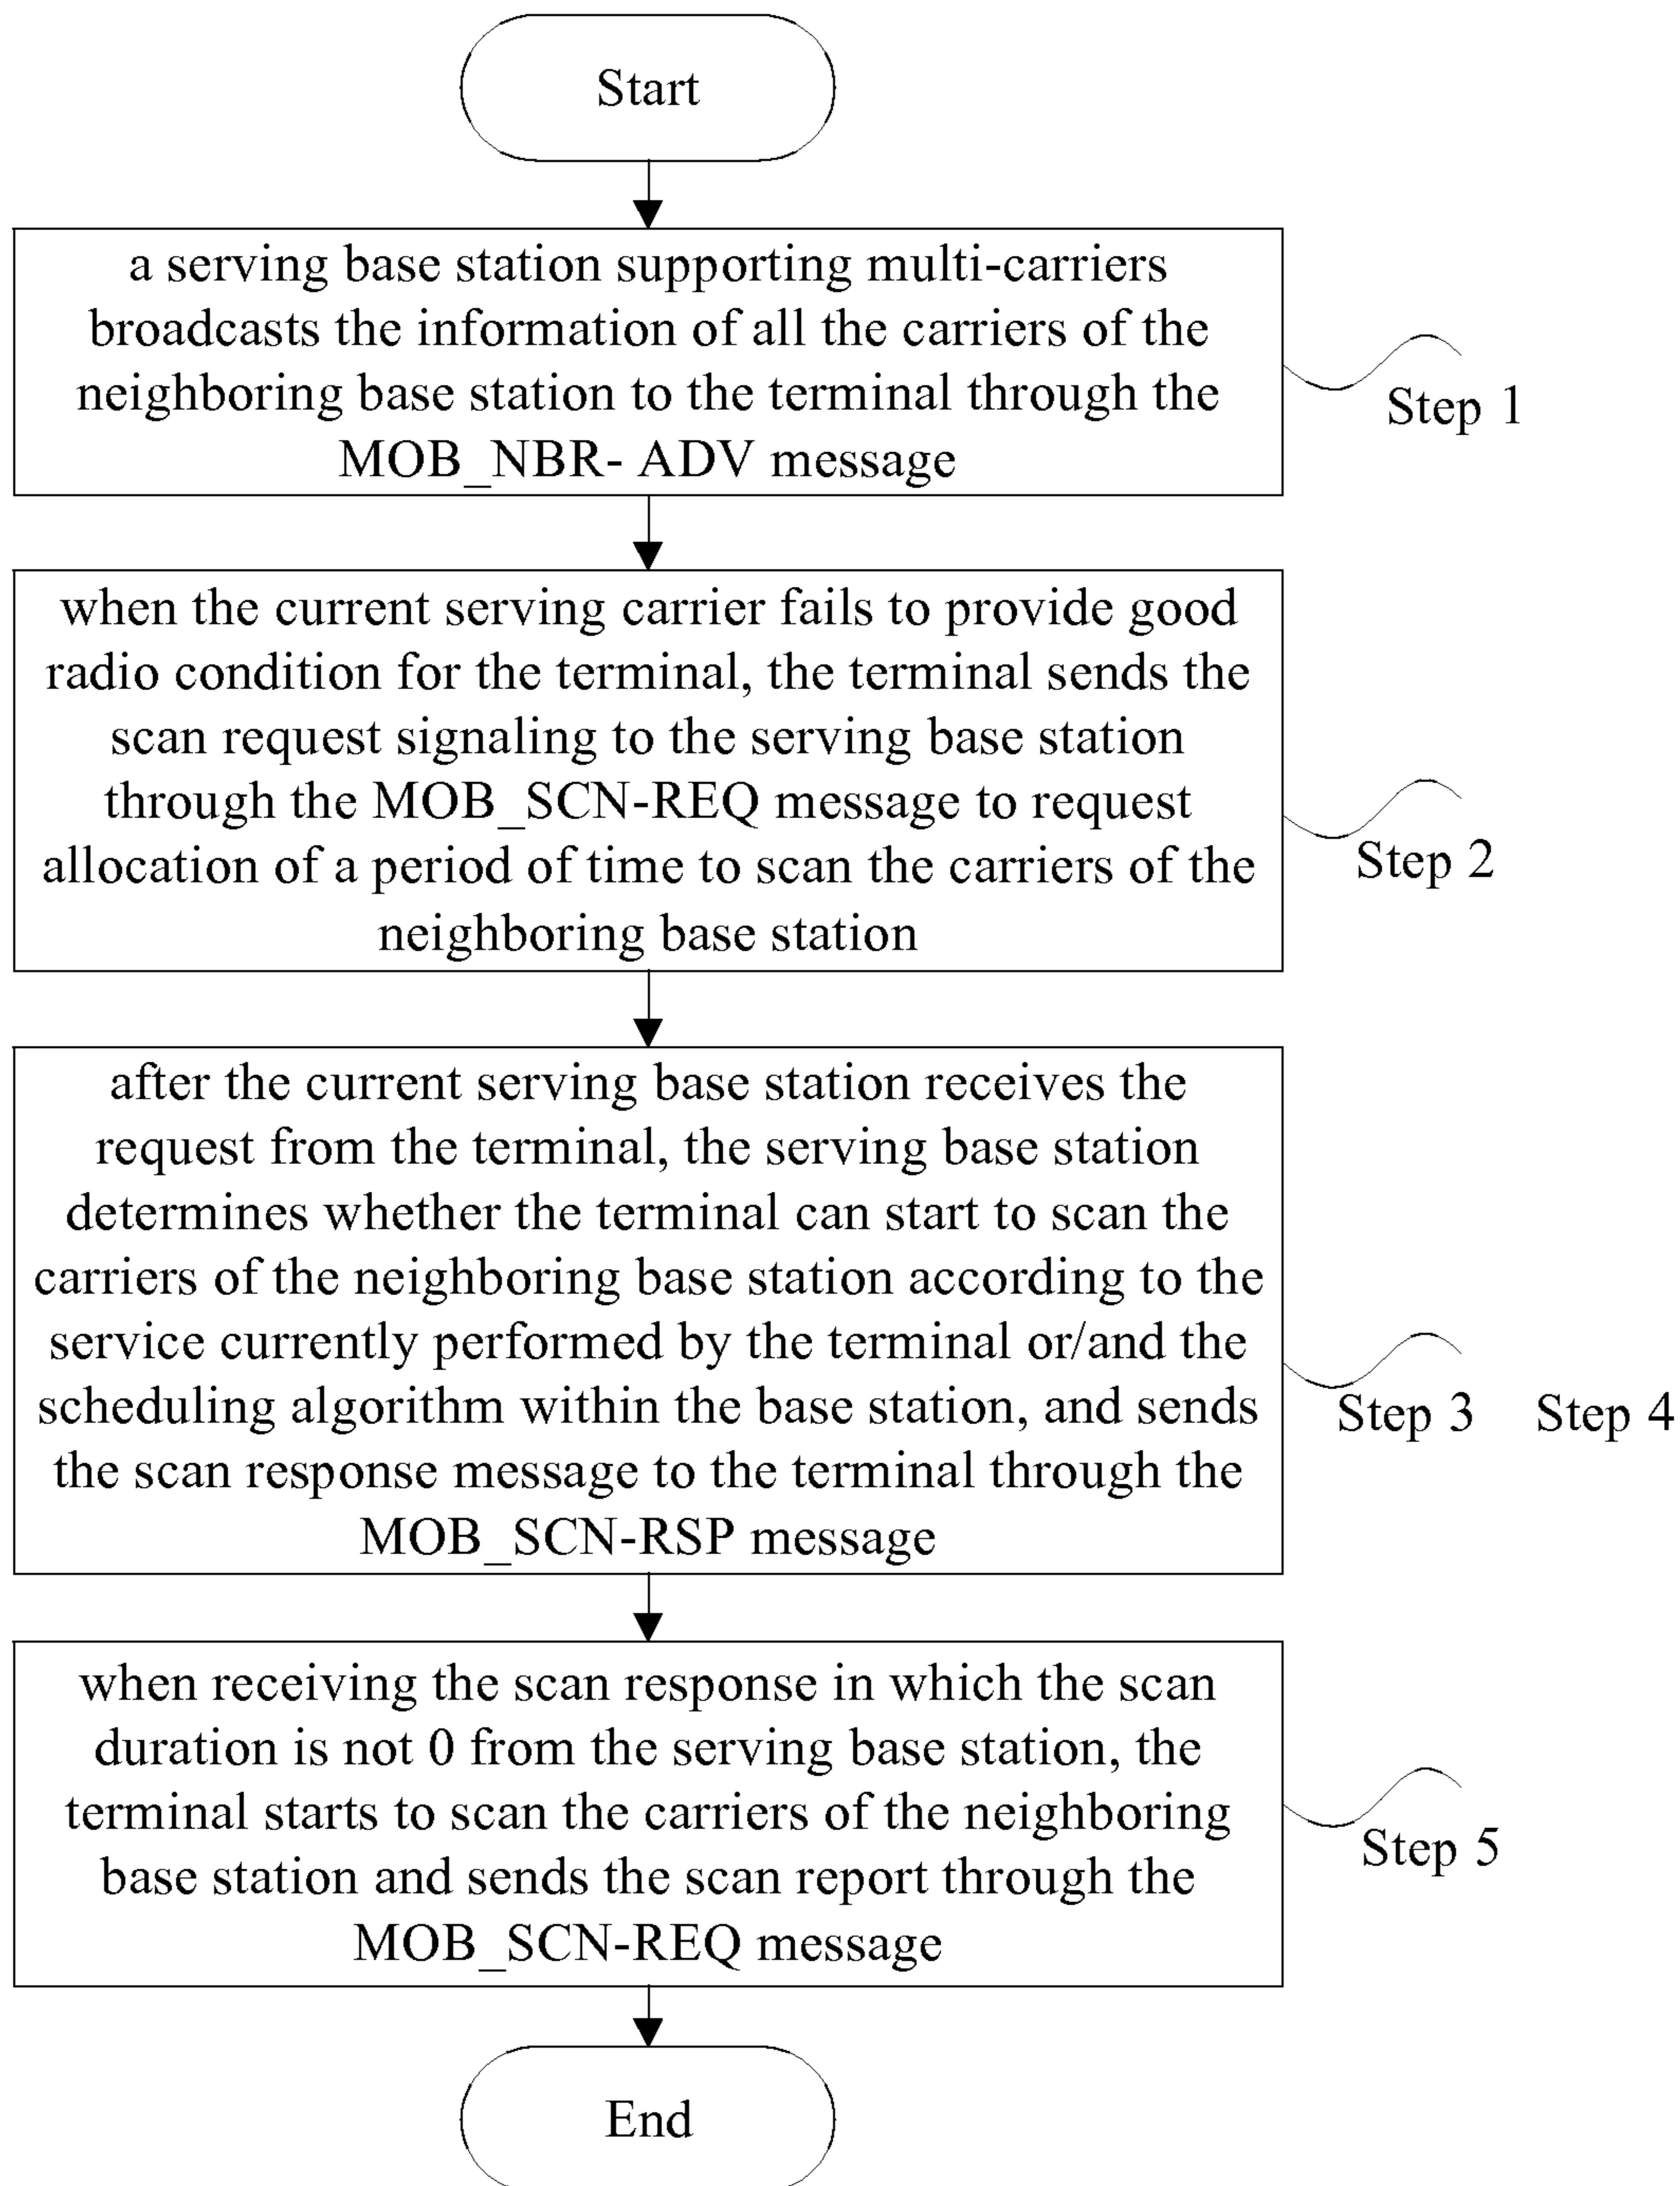 Start
a serving base station supporting multi-carriers
broadcasts the information of all the carriers of the
neighboring base station to the terminal through the
MOB_NBR- ADV message
Step 1
when the current serving carrier fails to provide good
radio condition for the terminal, the terminal sends the
scan request signaling to the serving base station
through the MOB_SCN-REQ message to request
allocation of a period of time to scan the carriers of the
neighboring base station
Step 2
after the current serving base station receives the
request from the terminal, the serving base station
determines whether the terminal can start to scan the
carriers of the neighboring base station according to the
service currently performed by the terminal or/and the
scheduling algorithm within the base station, and sends
the scan response message to the terminal through the
MOB_SCN-RSP message
Step 3 Step 4
when receiving the scan response in which the scan
duration is not 0 from the serving base station, the
terminal starts to scan the carriers of the neighboring
base station and sends the scan report through the
MOB_SCN-REQ message
Step 5
End